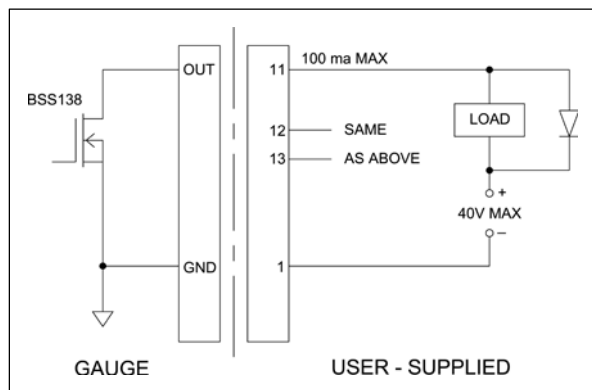 OUT
11
100 ma MAX
BSS138
LOAD
12
SAME
13
AS ABOVE
+
40V MAX
–
GND
1
GAUGE
USER - SUPPLIED